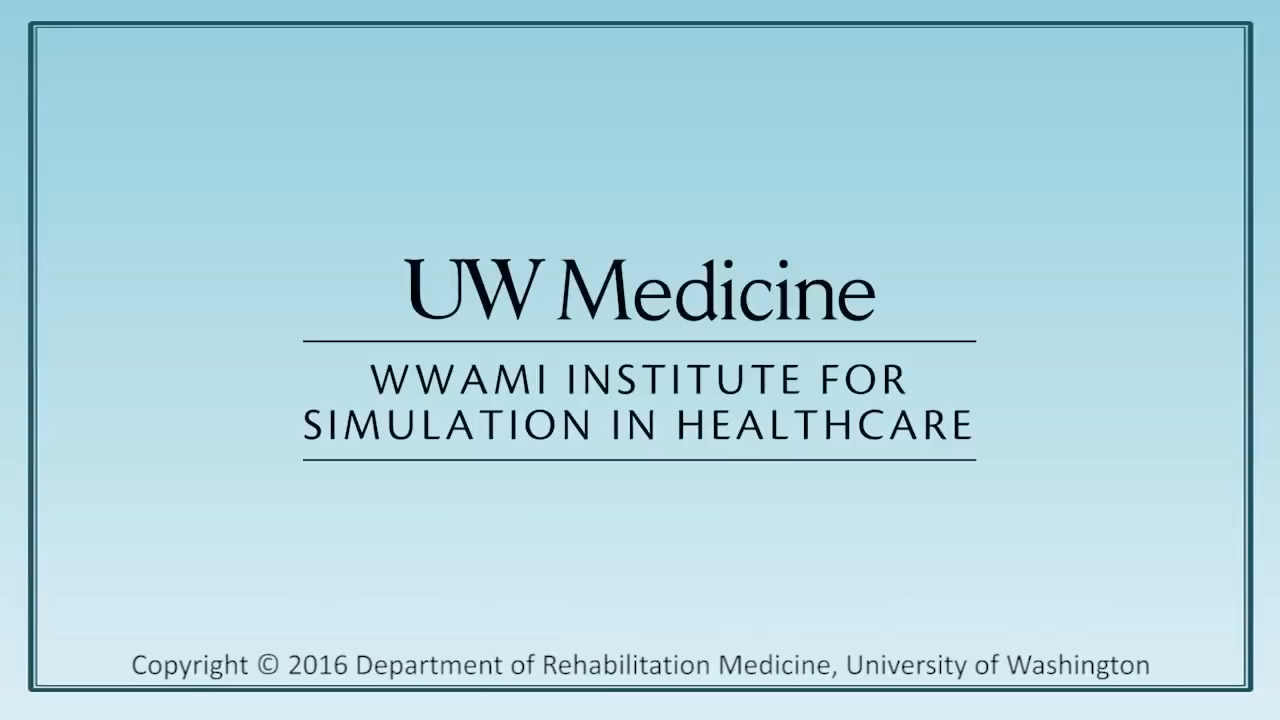 UW Medicine
WWAMI INSTITUTE FOR
SIMULATION IN HEALTHCARE
Copyright © 2016 Department of Rehabilitation Medicine, University of Washington